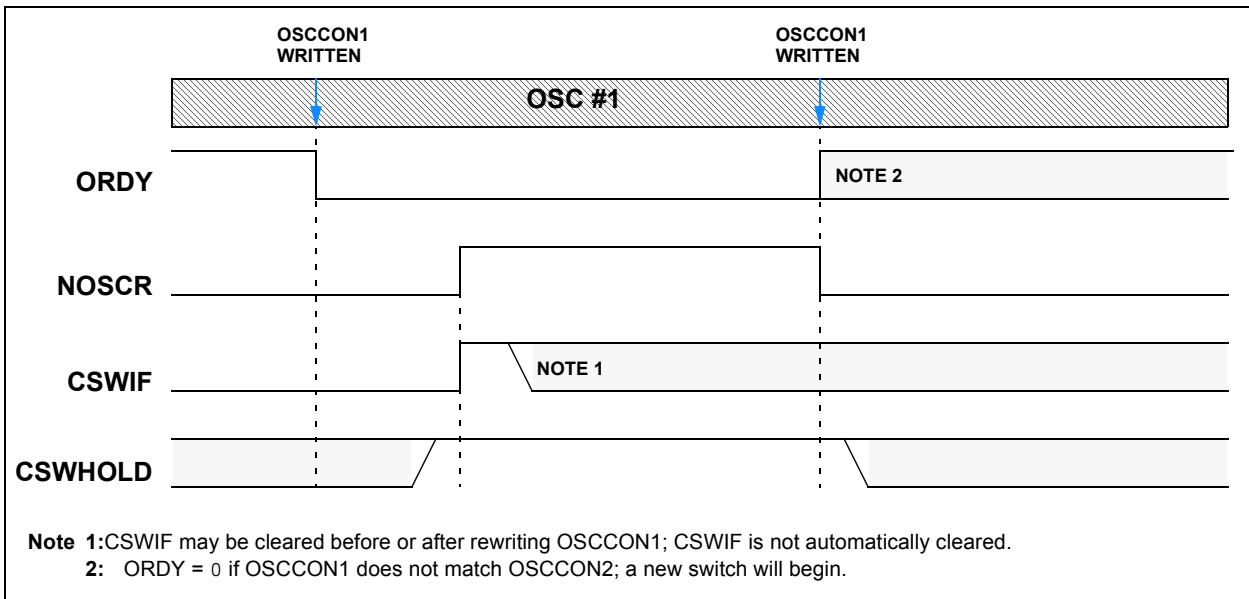 OSCCON1
WRITTEN
OSCCON1
WRITTEN
OSC #1
ORDY
NOTE 2
NOSCR
CSWIF
NOTE 1
CSWHOLD
Note 1:CSWIF may be cleared before or after rewriting OSCCON1; CSWIF is not automatically cleared.
2: ORDY = 0 if OSCCON1 does not match OSCCON2; a new switch will begin.